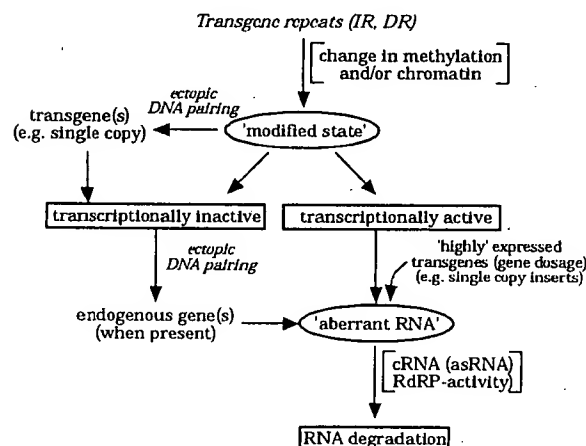 Transgene repeats (IR, DR)
change in methylation
and/or chromatin
ectopic
DNA pairing
transgene(s)
(e.g. single copy)
'modified state'
transcriptionally inactive
transcriptionally active
ectopic
DNA pairing
'highly' expressed
transgenes (gene dosage)
(e.g. single copy inserts)
endogenous gene(s)
(when present)
'aberrant RNA'
cRNA (asRNA)
RdRP-activity
RNA degradation